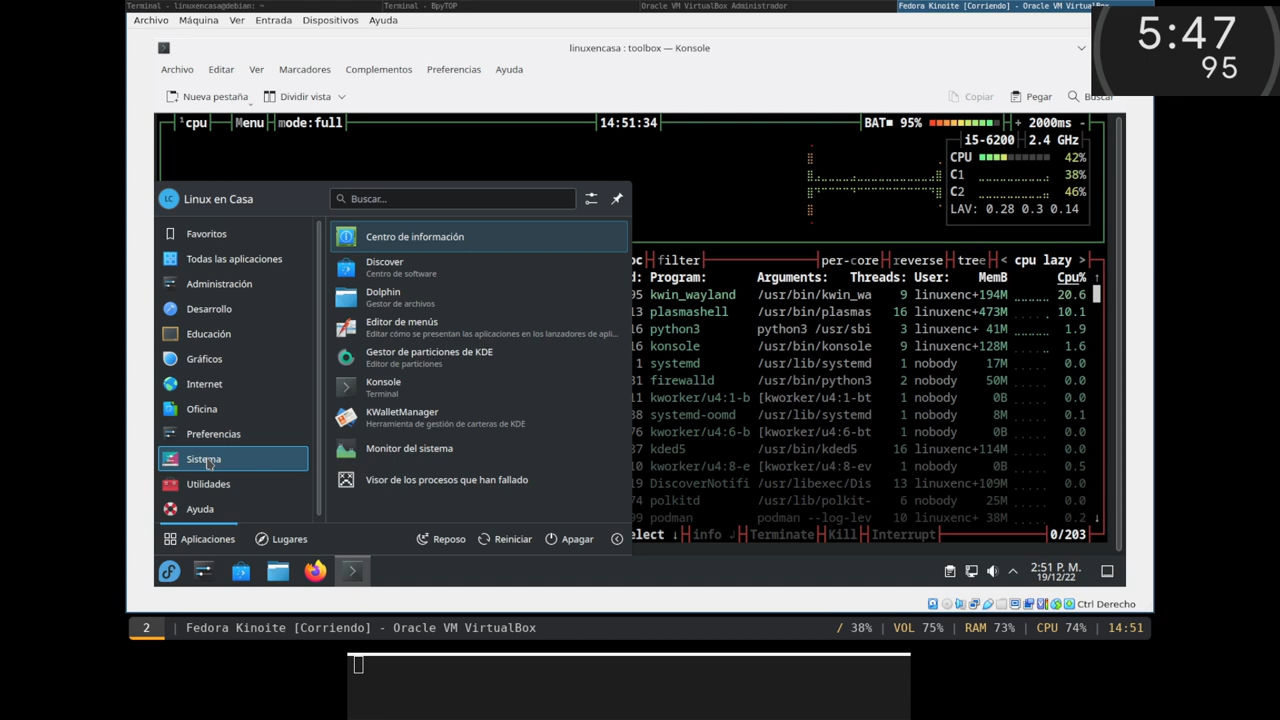 Terminal - linuxencasa@debian: ~
Terminal - BpyTOP
Oracle VM VirtualBox Administrador
Fedora Kinoite [Corriendo] - Oracle VM VirtualBox
5:47
95
Archivo Máquina Ver Entrada Dispositivos Ayuda
linuxencasa : toolbox — Konsole
Archivo Editar Ver Marcadores Complementos Preferencias Ayuda
Nueva pestaña Dividir vista Copiar Pegar Buscar
¹cpu Menu mode:full 14:51:34 BAT■ 95% + 2000ms -
i5-6200 2.4 GHz
CPU 42%
C1 38%
C2 46%
LAV: 0.28 0.3 0.14
Linux en Casa
Buscar...
Favoritos
Todas las aplicaciones
Administración
Desarrollo
Educación
Gráficos
Internet
Oficina
Preferencias
Sistema
Utilidades
Ayuda
Centro de información
Discover
Centro de software
Dolphin
Gestor de archivos
Editor de menús
Editar cómo se presentan las aplicaciones en los lanzadores de apli...
Gestor de particiones de KDE
Editor de particiones
Konsole
Terminal
KWalletManager
Herramienta de gestión de carteras de KDE
Monitor del sistema
Visor de los procesos que han fallado
Aplicaciones Lugares Reposo Reiniciar Apagar
oc filter per-core reverse tree < cpu lazy >
d: Program: Arguments: Threads: User: MemB Cpu% ↑
95 kwin_wayland /usr/bin/kwin_wa 9 linuxenc+194M 20.6
13 plasmashell /usr/bin/plasmas 16 linuxenc+473M 10.1
16 python3 python3 /usr/sbi 3 linuxenc+ 41M 1.9
46 konsole /usr/bin/konsole 9 linuxenc+128M 1.6
1 systemd /usr/lib/systemd 1 nobody 17M 0.0
31 firewalld /usr/bin/python3 2 nobody 50M 0.0
11 kworker/u4:1-b [kworker/u4:1-bt 1 nobody 0B 0.0
38 systemd-oomd /usr/lib/systemd 1 nobody 8M 0.1
76 kworker/u4:6-b [kworker/u4:6-bt 1 nobody 0B 0.0
37 kded5 /usr/bin/kded5 16 linuxenc+114M 0.0
46 kworker/u4:8-e [kworker/u4:8-ev 1 nobody 0B 0.5
19 DiscoverNotifi /usr/libexec/Dis 13 linuxenc+109M 0.0
74 polkitd /usr/lib/polkit- 6 nobody 25M 0.0
99 podman podman --log-lev 10 linuxenc+ 38M 0.2 ↓
elect ↓ info ↲ Terminate Kill Interrupt 0/203
2:51 P. M.
19/12/22
Ctrl Derecho
2 | Fedora Kinoite [Corriendo] - Oracle VM VirtualBox / 38% | VOL 75% | RAM 73% | CPU 74% | 14:51